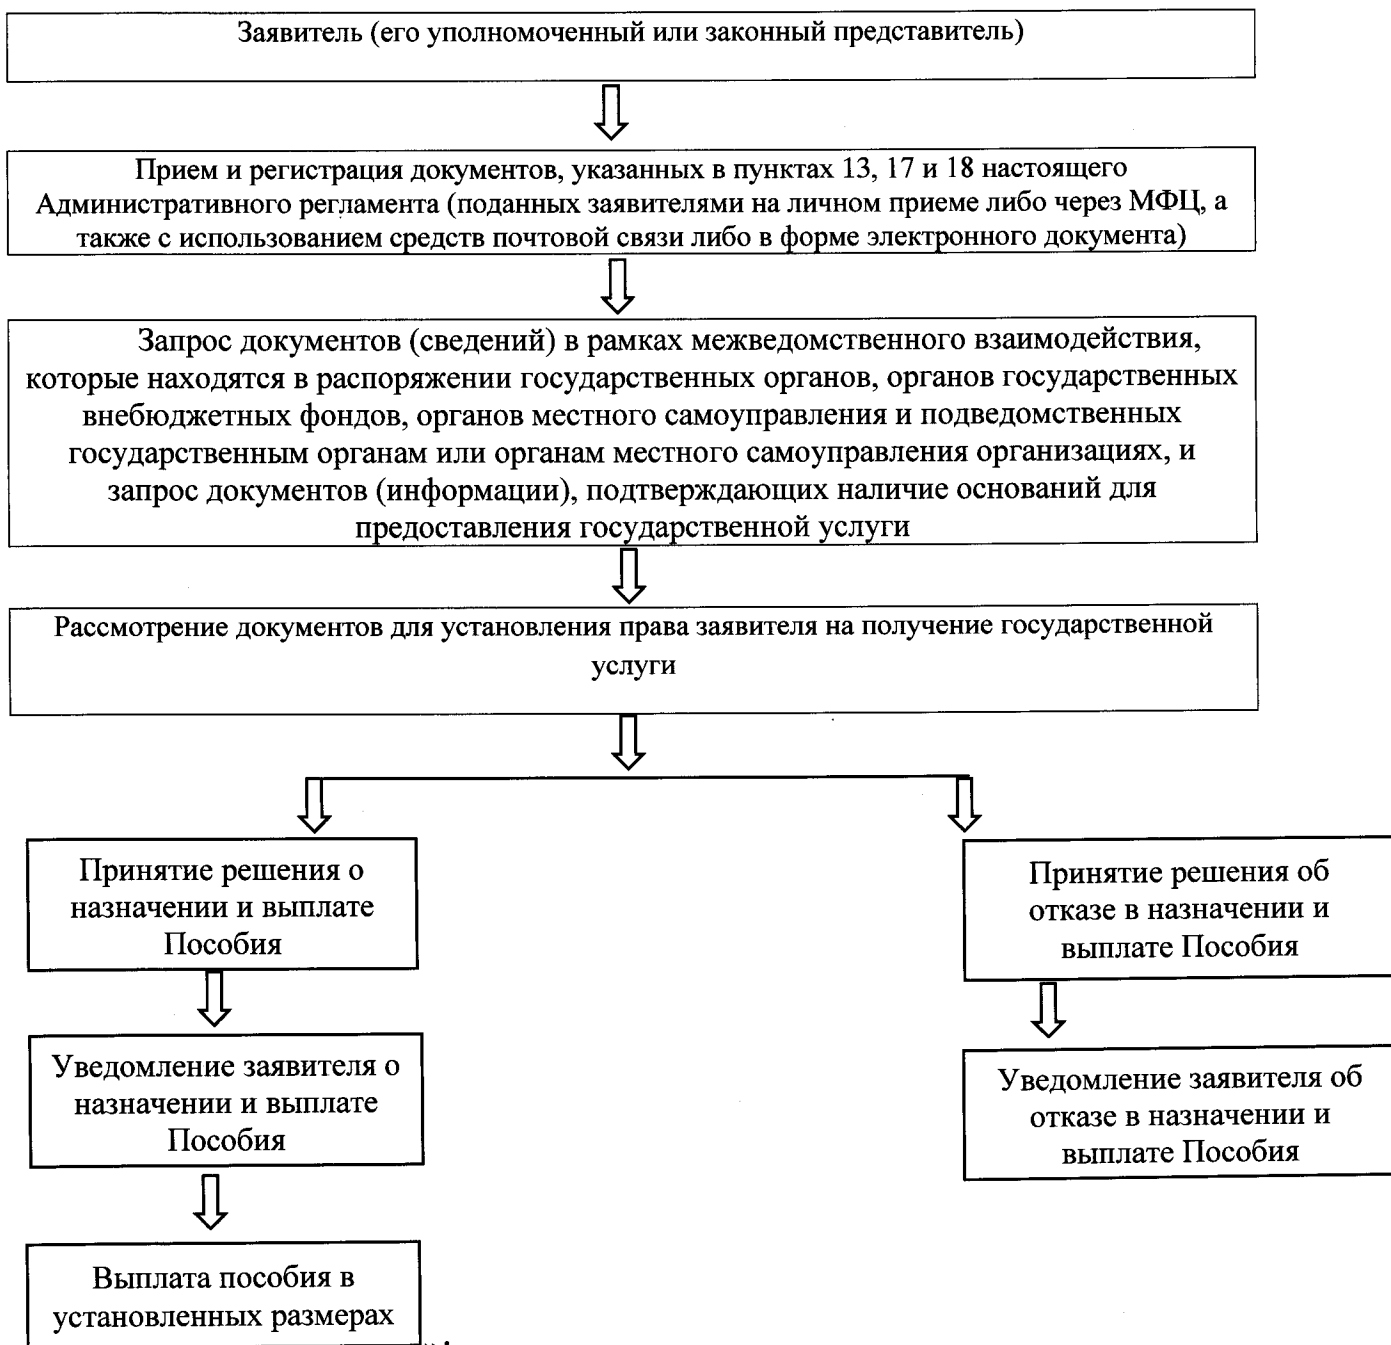 Заявитель (его уполномоченный или законный представитель)
Прием и регистрация документов, указанных в пунктах 13, 17 и 18 настоящего
Административного регламента (поданных заявителями на личном приеме либо через МФЦ, а
также с использованием средств почтовой связи либо в форме электронного документа)
Запрос документов (сведений) в рамках межведомственного взаимодействия,
которые находятся в распоряжении государственных органов, органов государственных
внебюджетных фондов, органов местного самоуправления и подведомственных
государственным органам или органам местного самоуправления организациях, и
запрос документов (информации), подтверждающих наличие оснований для
предоставления государственной услуги
Рассмотрение документов для установления права заявителя на получение государственной
услуги
Принятие решения о
назначении и выплате
Пособия
Принятие решения об
отказе в назначении и
выплате Пособия
Уведомление заявителя о
назначении и выплате
Пособия
Уведомление заявителя об
отказе в назначении и
выплате Пособия
Выплата пособия в
установленных размерах